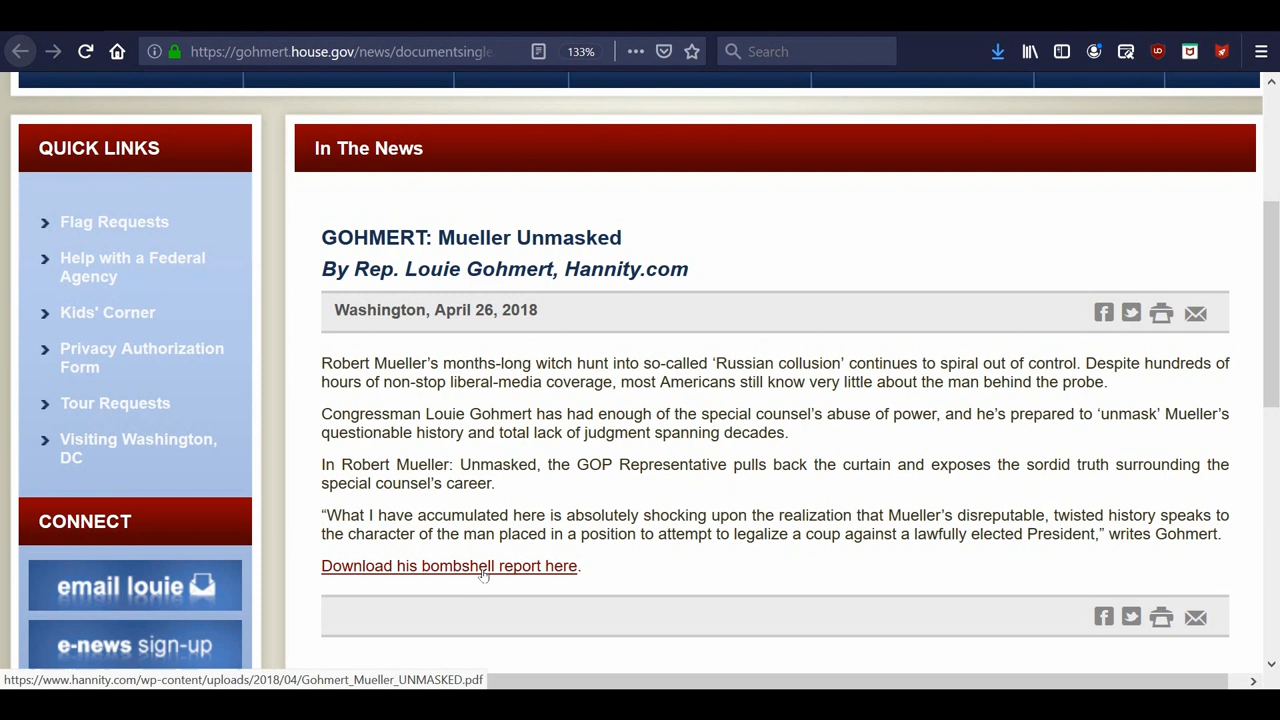 https://gohmert.house.gov/news/documentsingle
133%
Search
QUICK LINKS
Flag Requests
Help with a Federal
Agency
Kids' Corner
Privacy Authorization
Form
Tour Requests
Visiting Washington,
DC
CONNECT
email louie
e-news sign-up
In The News
GOHMERT: Mueller Unmasked
By Rep. Louie Gohmert, Hannity.com
Washington, April 26, 2018
Robert Mueller’s months-long witch hunt into so-called ‘Russian collusion’ continues to spiral out of control. Despite hundreds of
hours of non-stop liberal-media coverage, most Americans still know very little about the man behind the probe.
Congressman Louie Gohmert has had enough of the special counsel’s abuse of power, and he’s prepared to ‘unmask’ Mueller’s
questionable history and total lack of judgment spanning decades.
In Robert Mueller: Unmasked, the GOP Representative pulls back the curtain and exposes the sordid truth surrounding the
special counsel’s career.
“What I have accumulated here is absolutely shocking upon the realization that Mueller’s disreputable, twisted history speaks to
the character of the man placed in a position to attempt to legalize a coup against a lawfully elected President,” writes Gohmert.
Download his bombshell report here.
https://www.hannity.com/wp-content/uploads/2018/04/Gohmert_Mueller_UNMASKED.pdf